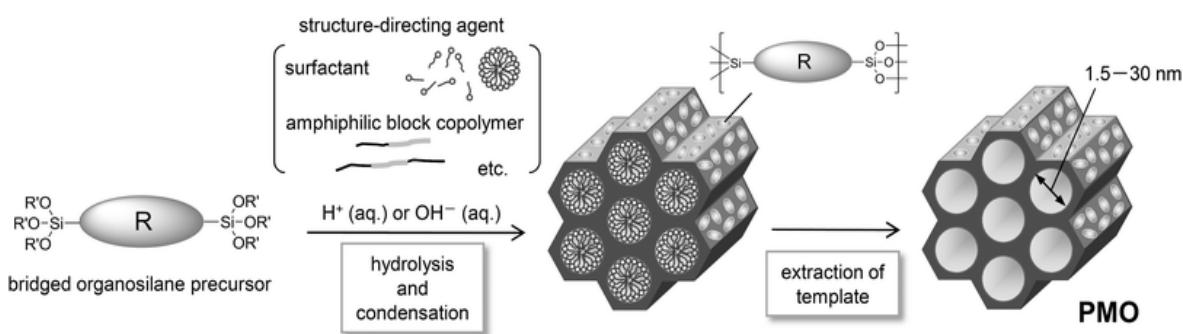 structure-directing agent
surfactant
amphiphilic block copolymer
etc.
R'O
R'O Si
R'O
R
OR'
Si OR'
OR'
bridged organosilane precursor
H⁺ (aq.) or OH⁻ (aq.)
hydrolysis
and
condensation
Si
R
O
Si O
O
extraction of
template
1.5–30 nm
PMO